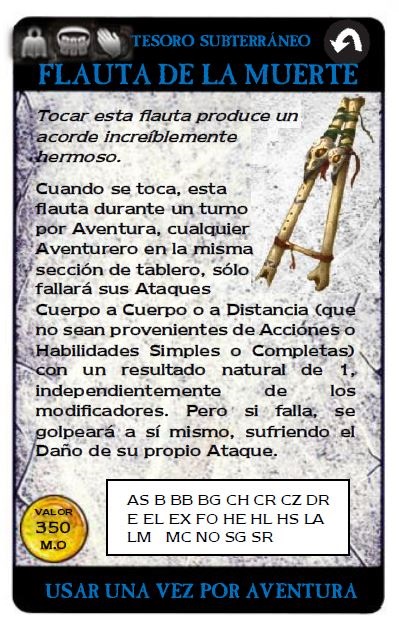 TESORO SUBTERRÁNEO
FLAUTA DE LA MUERTE
Tocar esta flauta produce un
acorde increíblemente
hermoso.
Cuando se toca, esta
flauta durante un turno
por Aventura, cualquier
Aventurero en la misma
sección de tablero, sólo
fallará sus Ataques
Cuerpo a Cuerpo o a Distancia (que
no sean provenientes de Acciónes o
Habilidades Simples o Completas)
con un resultado natural de 1,
independientemente de los
modificadores. Pero si falla, se
golpeará a sí mismo, sufriendo el
Daño de su propio Ataque.
VALOR
350
M.O
AS B BB BG CH CR CZ DR
E EL EX FO HE HL HS LA
LM MC NO SG SR
USAR UNA VEZ POR AVENTURA